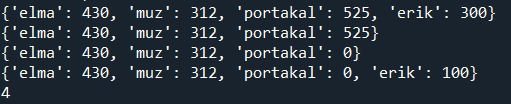 {'elma': 430, 'muz': 312, 'portakal': 525, 'erik': 300}
{'elma': 430, 'muz': 312, 'portakal': 525}
{'elma': 430, 'muz': 312, 'portakal': 0}
{'elma': 430, 'muz': 312, 'portakal': 0, 'erik': 100}
4